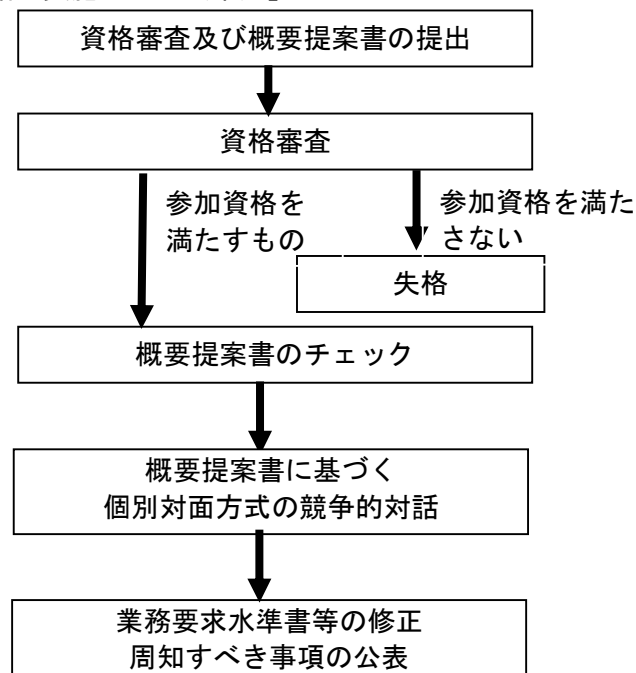 資格審査及び概要提案書の提出
資格審査
参加資格を
満たすもの
参加資格を満た
さない
失格
概要提案書のチェック
概要提案書に基づく
個別対面方式の競争的対話
業務要求水準書等の修正
周知すべき事項の公表